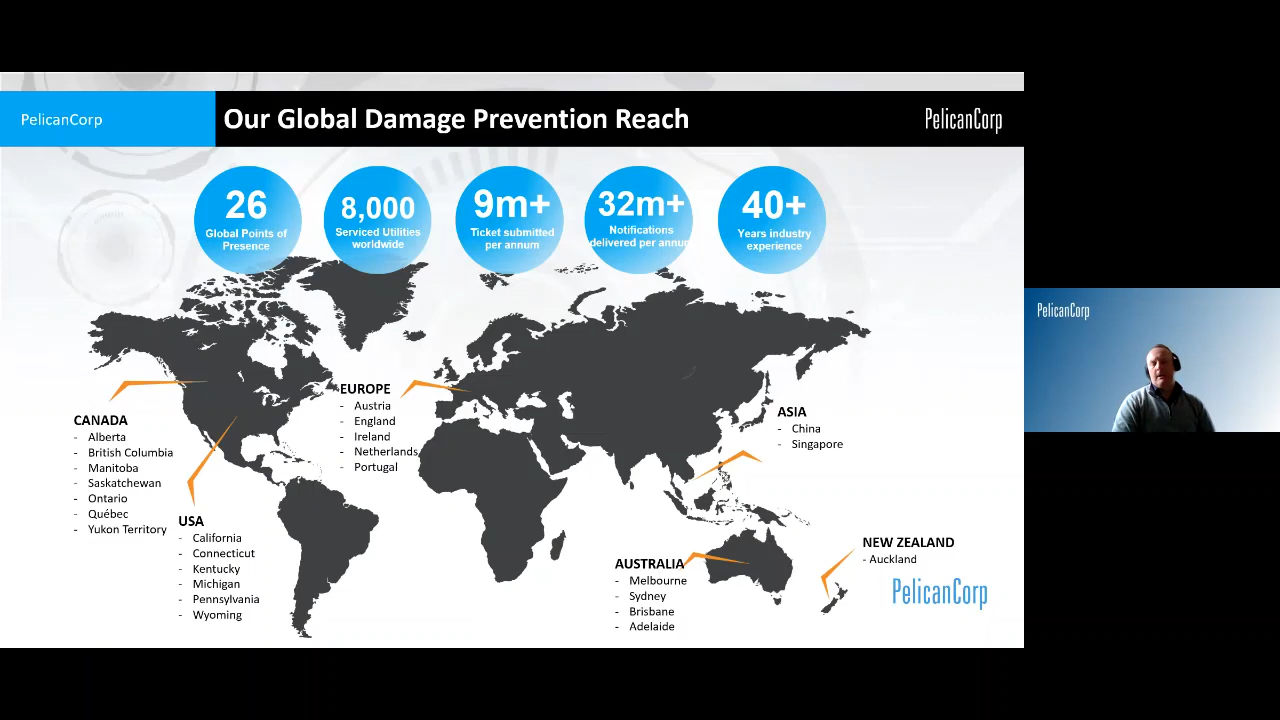 PelicanCorp
Our Global Damage Prevention Reach
PelicanCorp
26
Global Points of
Presence
8,000
Serviced Utilities
worldwide
9m+
Ticket submitted
per annum
32m+
Notifications
delivered per annum
40+
Years industry
experience
PelicanCorp
CANADA
- Alberta
- British Columbia
- Manitoba
- Saskatchewan
- Ontario
- Québec
- Yukon Territory
USA
- California
- Connecticut
- Kentucky
- Michigan
- Pennsylvania
- Wyoming
EUROPE
- Austria
- England
- Ireland
- Netherlands
- Portugal
ASIA
- China
- Singapore
AUSTRALIA
- Melbourne
- Sydney
- Brisbane
- Adelaide
NEW ZEALAND
- Auckland
PelicanCorp